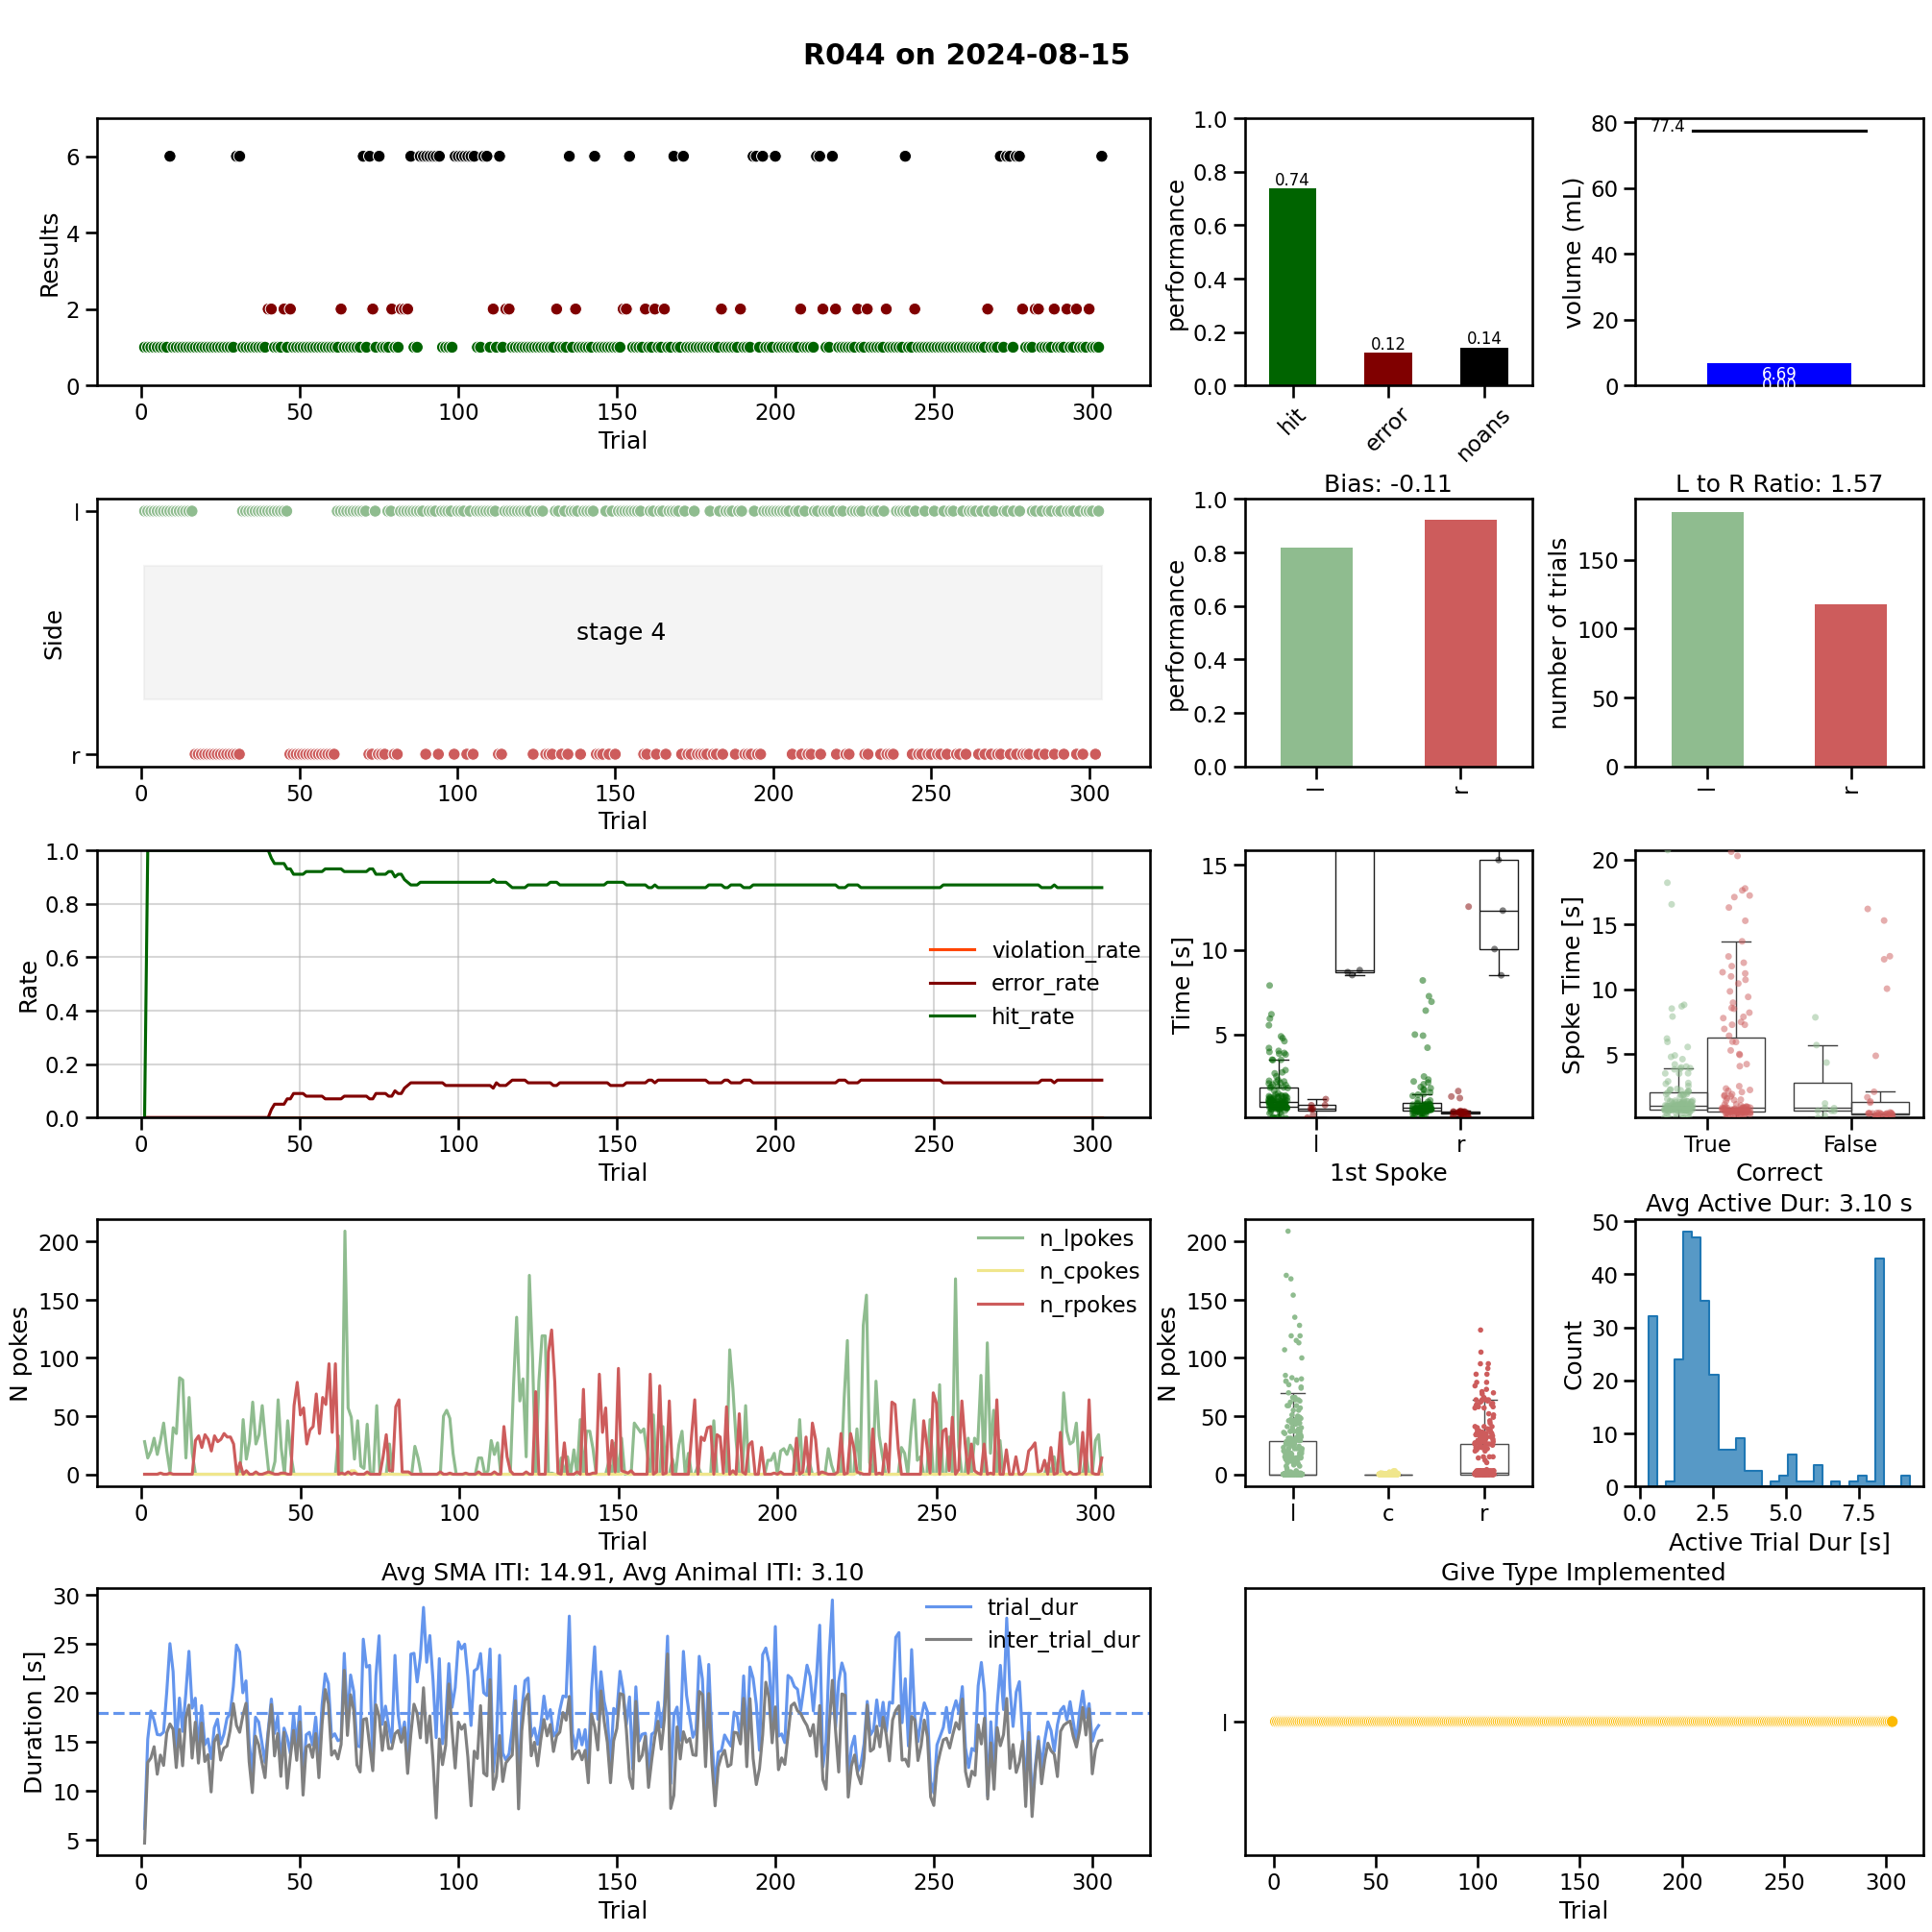 R044 on 2024-08-15
Results
6
4
2
0
0 50 100 150 200 250 300
Trial
performance
1.0
0.8
0.6
0.4
0.2
0.0
0.74
0.12
0.14
hit
error
noans
volume (mL)
80
60
40
20
0
77.4
6.69
0.00
Side
l
r
stage 4
0 50 100 150 200 250 300
Trial
Bias: -0.11
performance
1.0
0.8
0.6
0.4
0.2
0.0
l r
L to R Ratio: 1.57
number of trials
150
100
50
0
l r
Rate
1.0
0.8
0.6
0.4
0.2
0.0
violation_rate
error_rate
hit_rate
0 50 100 150 200 250 300
Trial
Time [s]
15
10
5
l r
1st Spoke
Spoke Time [s]
20
15
10
5
True False
Correct
N pokes
200
150
100
50
0
n_lpokes
n_cpokes
n_rpokes
0 50 100 150 200 250 300
Trial
N pokes
200
150
100
50
0
l c r
Avg Active Dur: 3.10 s
Count
50
40
30
20
10
0
0.0 2.5 5.0 7.5
Active Trial Dur [s]
Avg SMA ITI: 14.91, Avg Animal ITI: 3.10
Duration [s]
30
25
20
15
10
5
trial_dur
inter_trial_dur
0 50 100 150 200 250 300
Trial
Give Type Implemented
l
0 50 100 150 200 250 300
Trial